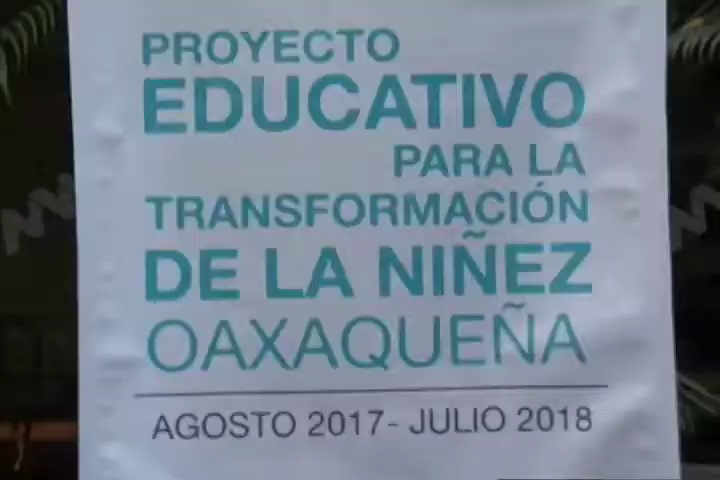 PROYECTO
EDUCATIVO
PARA LA
TRANSFORMACIÓN
DE LA NIÑEZ
OAXAQUEÑA
AGOSTO 2017- JULIO 2018